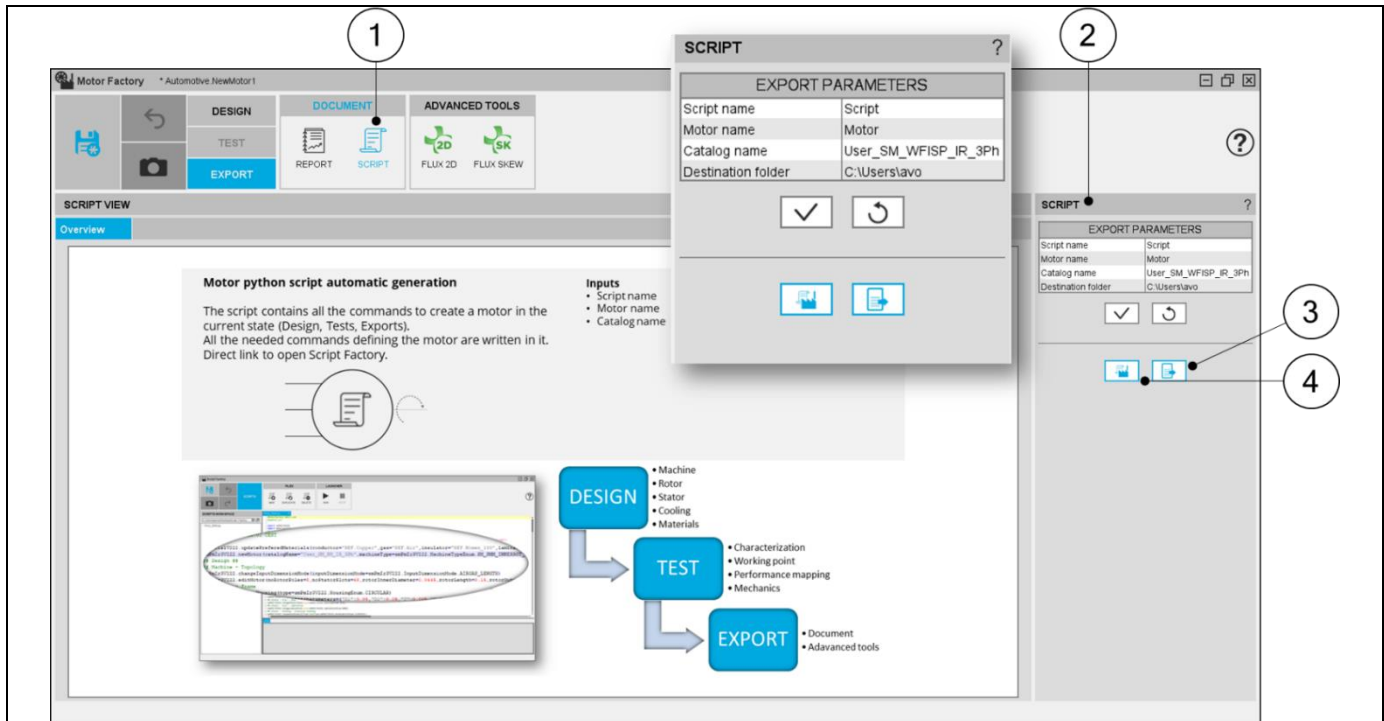 1
2
SCRIPT ?
EXPORT PARAMETERS
Script name Script
Motor name Motor
Catalog name User_SM_WFISP_IR_3Ph
Destination folder C:\Users\avo
Motor Factory * Automotive.NewMotor1
DESIGN
TEST
EXPORT
DOCUMENT
REPORT SCRIPT
ADVANCED TOOLS
2D SK
FLUX 2D FLUX SKEW
?
SCRIPT VIEW
Overview
SCRIPT ?
EXPORT PARAMETERS
Script name Script
Motor name Motor
Catalog name User_SM_WFISP_IR_3Ph
Destination folder C:\Users\avo
3
4
Motor python script automatic generation
The script contains all the commands to create a motor in the
current state (Design, Tests, Exports).
All the needed commands defining the motor are written in it.
Direct link to open Script Factory.
Inputs
• Script name
• Motor name
• Catalog name
DESIGN
• Machine
• Rotor
• Stator
• Cooling
• Materials
TEST
• Characterization
• Working point
• Performance mapping
• Mechanics
EXPORT
• Document
• Adavanced tools